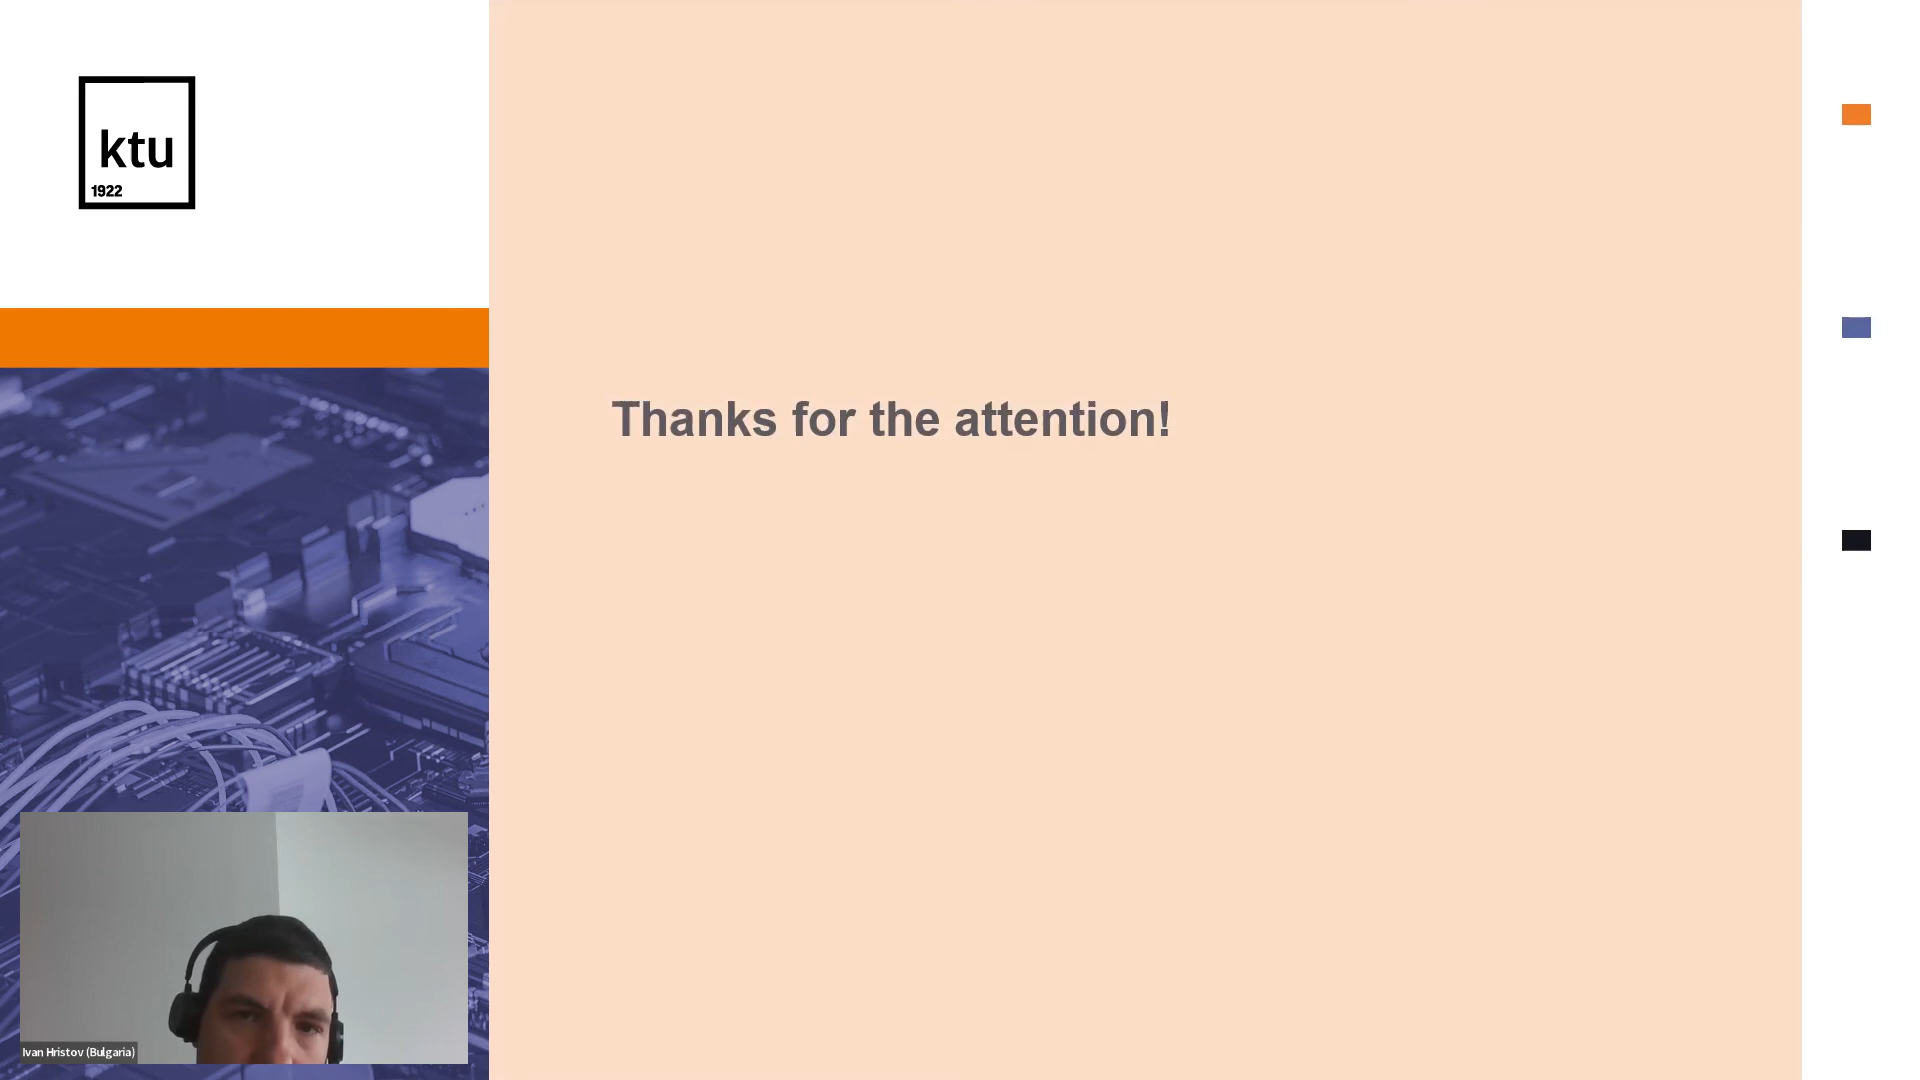 ktu
1922
Thanks for the attention!
Ivan Hristov (Bulgaria)